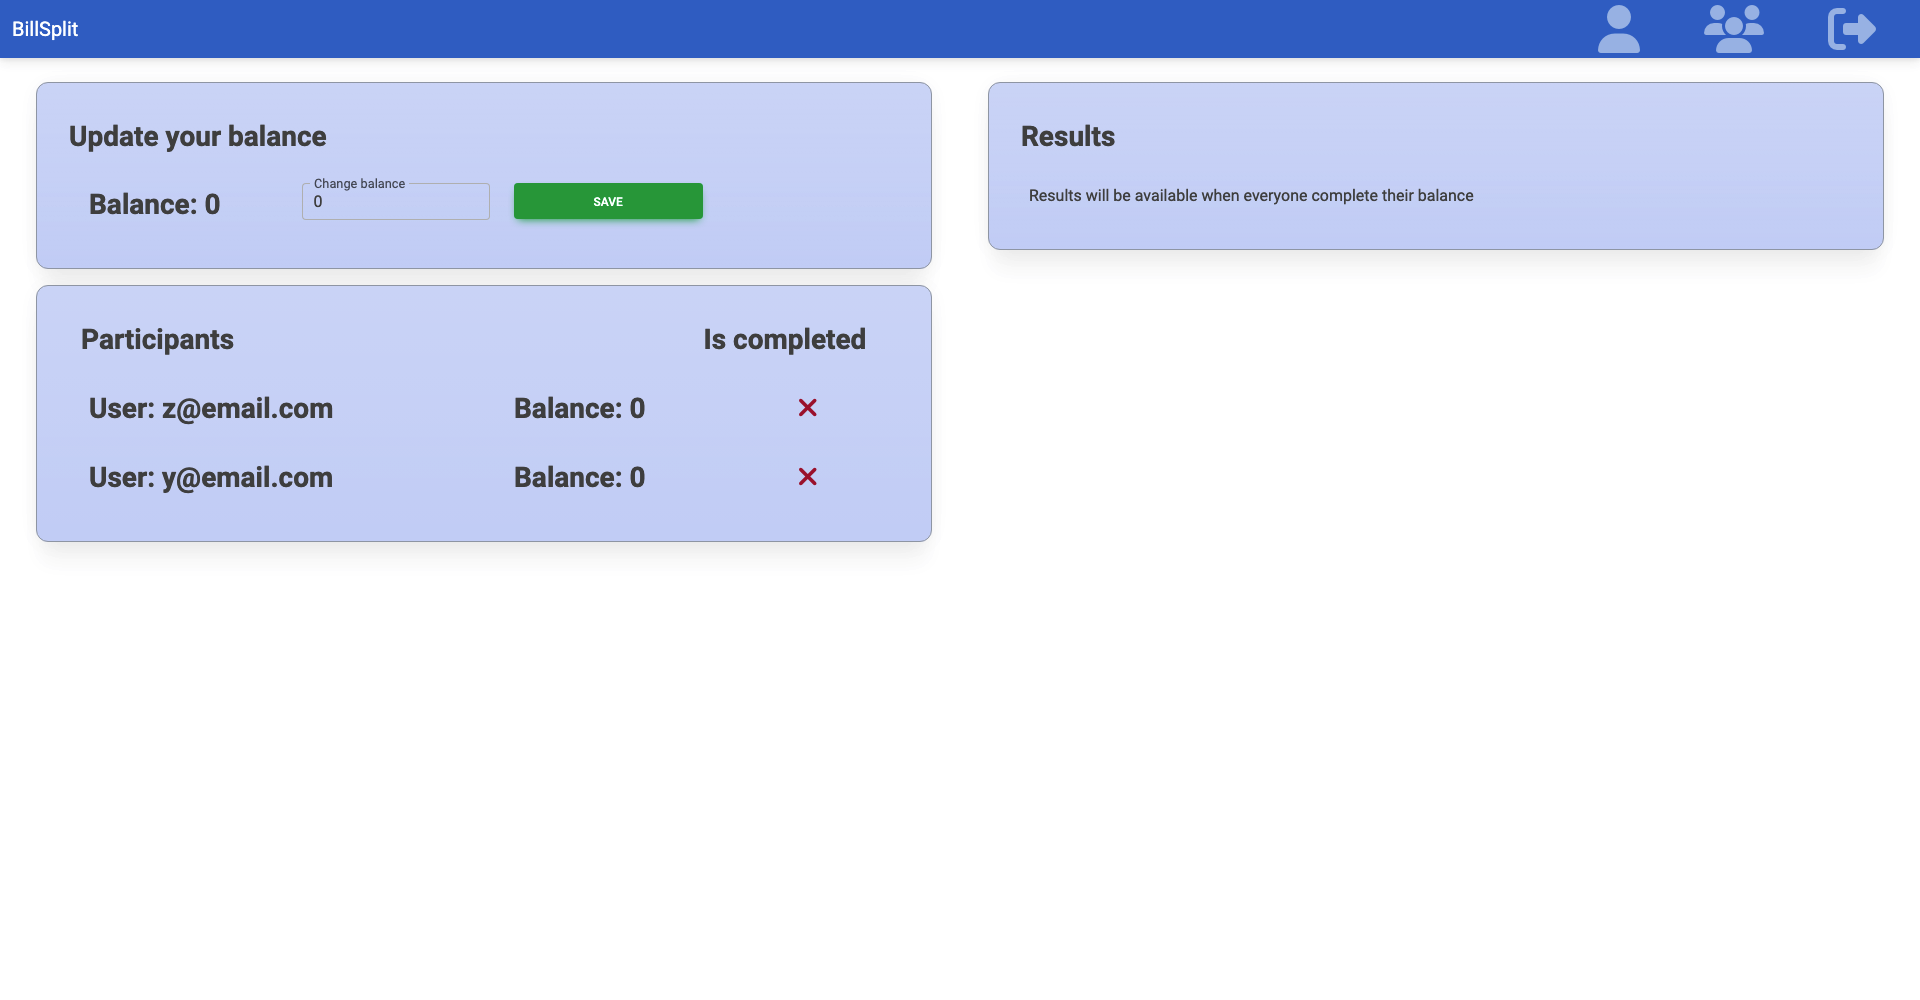 BillSplit
Update your balance
Balance: 0
Change balance
0
SAVE
Participants
Is completed
User: z@email.com
Balance: 0
User: y@email.com
Balance: 0
Results
Results will be available when everyone complete their balance